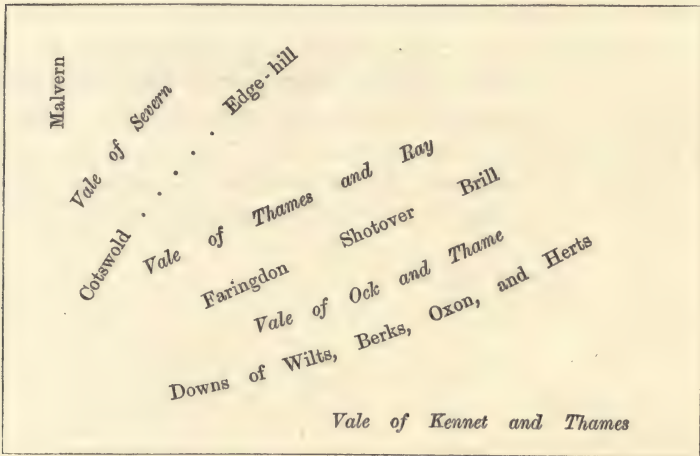 Malvern
Vale of Severn
Cotswold . . . . . Edge-hill
Vale of Thames and Ray
Faringdon Shotover Brill
Vale of Ock and Thame
Downs of Wilts, Berks, Oxon, and Herts
Vale of Kennet and Thames